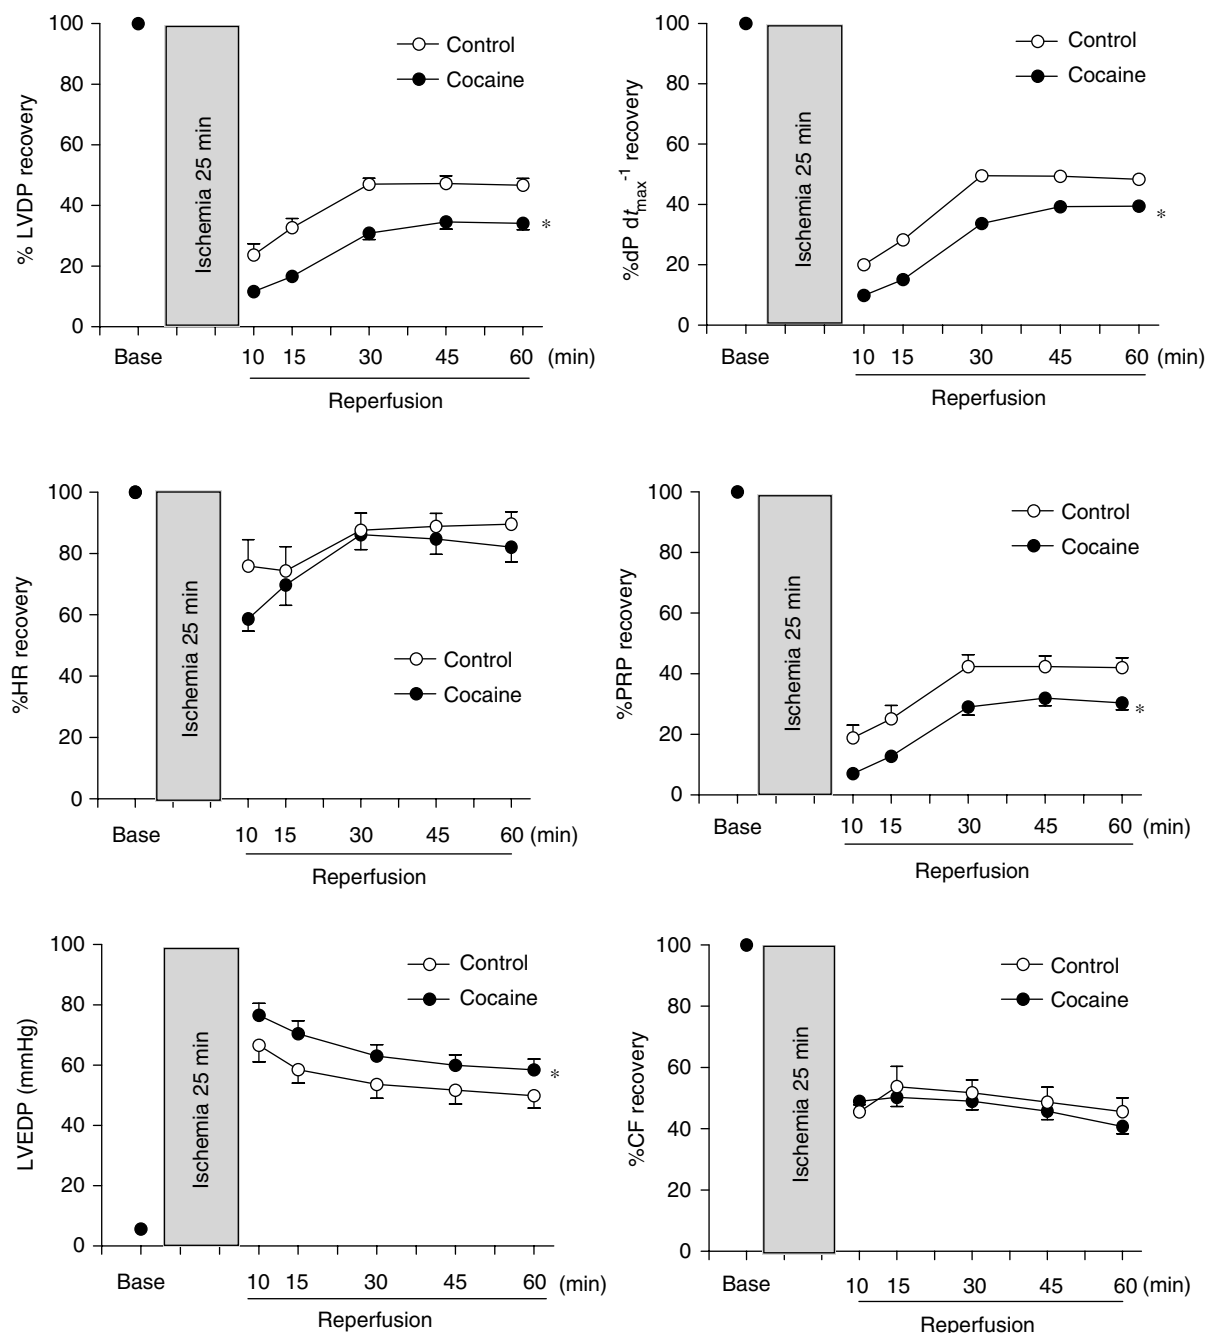 100
80
60
40
20
0
% LVDP recovery
Ischemia 25 min
Control
Cocaine
*
Base
10 15 30 45 60 (min)
Reperfusion
100
80
60
40
20
0
%dP dt max -1 recovery
Ischemia 25 min
Control
Cocaine
*
Base
10 15 30 45 60 (min)
Reperfusion
100
80
60
40
20
0
%HR recovery
Ischemia 25 min
Control
Cocaine
Base
10 15 30 45 60 (min)
Reperfusion
100
80
60
40
20
0
%PRP recovery
Ischemia 25 min
Control
Cocaine
*
Base
10 15 30 45 60 (min)
Reperfusion
100
80
60
40
20
0
LVEDP (mmHg)
Ischemia 25 min
Control
Cocaine
*
Base
10 15 30 45 60 (min)
Reperfusion
100
80
60
40
20
0
%CF recovery
Ischemia 25 min
Control
Cocaine
Base
10 15 30 45 60 (min)
Reperfusion